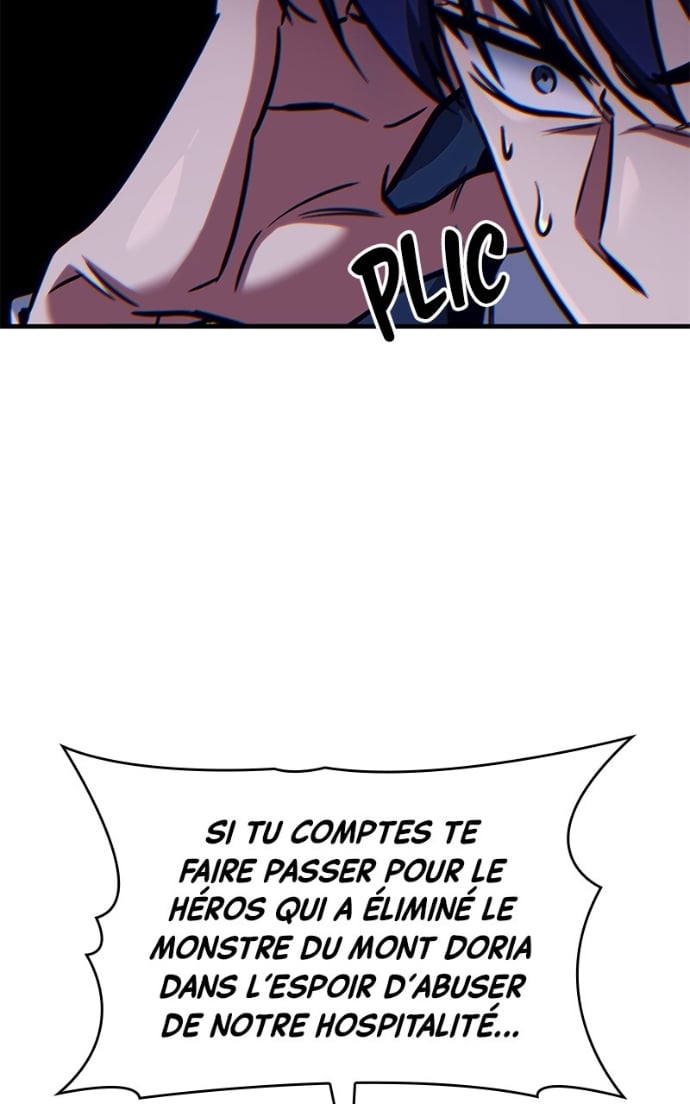 PLIC
SI TU COMPTES TE
FAIRE PASSER POUR LE
HÉROS QUI A ÉLIMINÉ LE
MONSTRE DU MONT DORIA
DANS L'ESPOIR D'ABUSER
DE NOTRE HOSPITALITÉ...